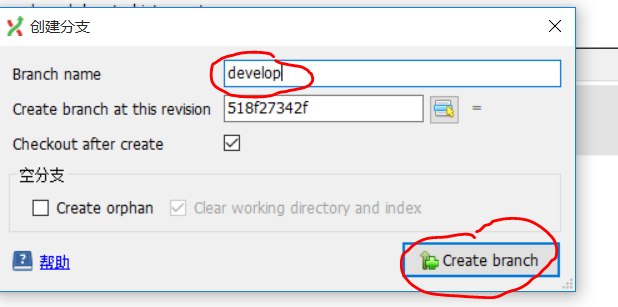 创建分支
Branch name
develop
Create branch at this revision
518f27342f
=
Checkout after create
空分支
Create orphan
Clear working directory and index
帮助
Create branch